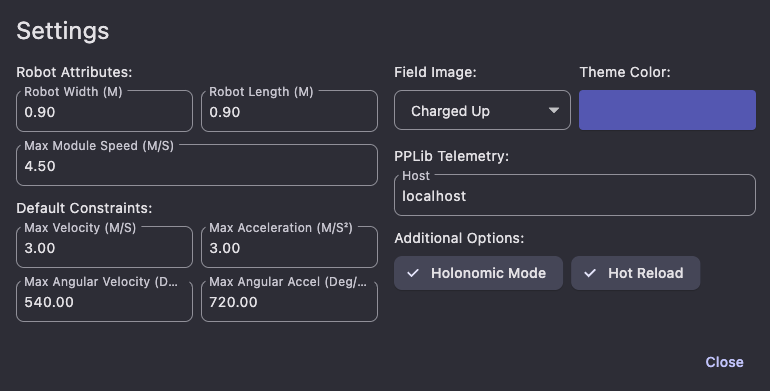 Settings
Robot Attributes:
Robot Width (M)
0.90
Robot Length (M)
0.90
Max Module Speed (M/S)
4.50
Default Constraints:
Max Velocity (M/S)
3.00
Max Acceleration (M/S²)
3.00
Max Angular Velocity (D...
540.00
Max Angular Accel (Deg/...
720.00
Field Image:
Charged Up
Theme Color:
PPLib Telemetry:
Host
localhost
Additional Options:
Holonomic Mode
Hot Reload
Close